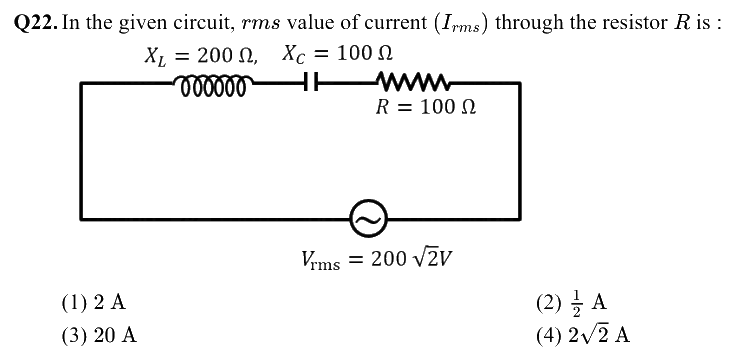 Q22. In the given circuit, rms value of current (Iᵣₘₛ) through the resistor R is :
X_L = 200 Ω, X_C = 100 Ω
R = 100 Ω
V_rms = 200 √2V
(1) 2 A
(2) 1/2 A
(3) 20 A
(4) 2√2 A